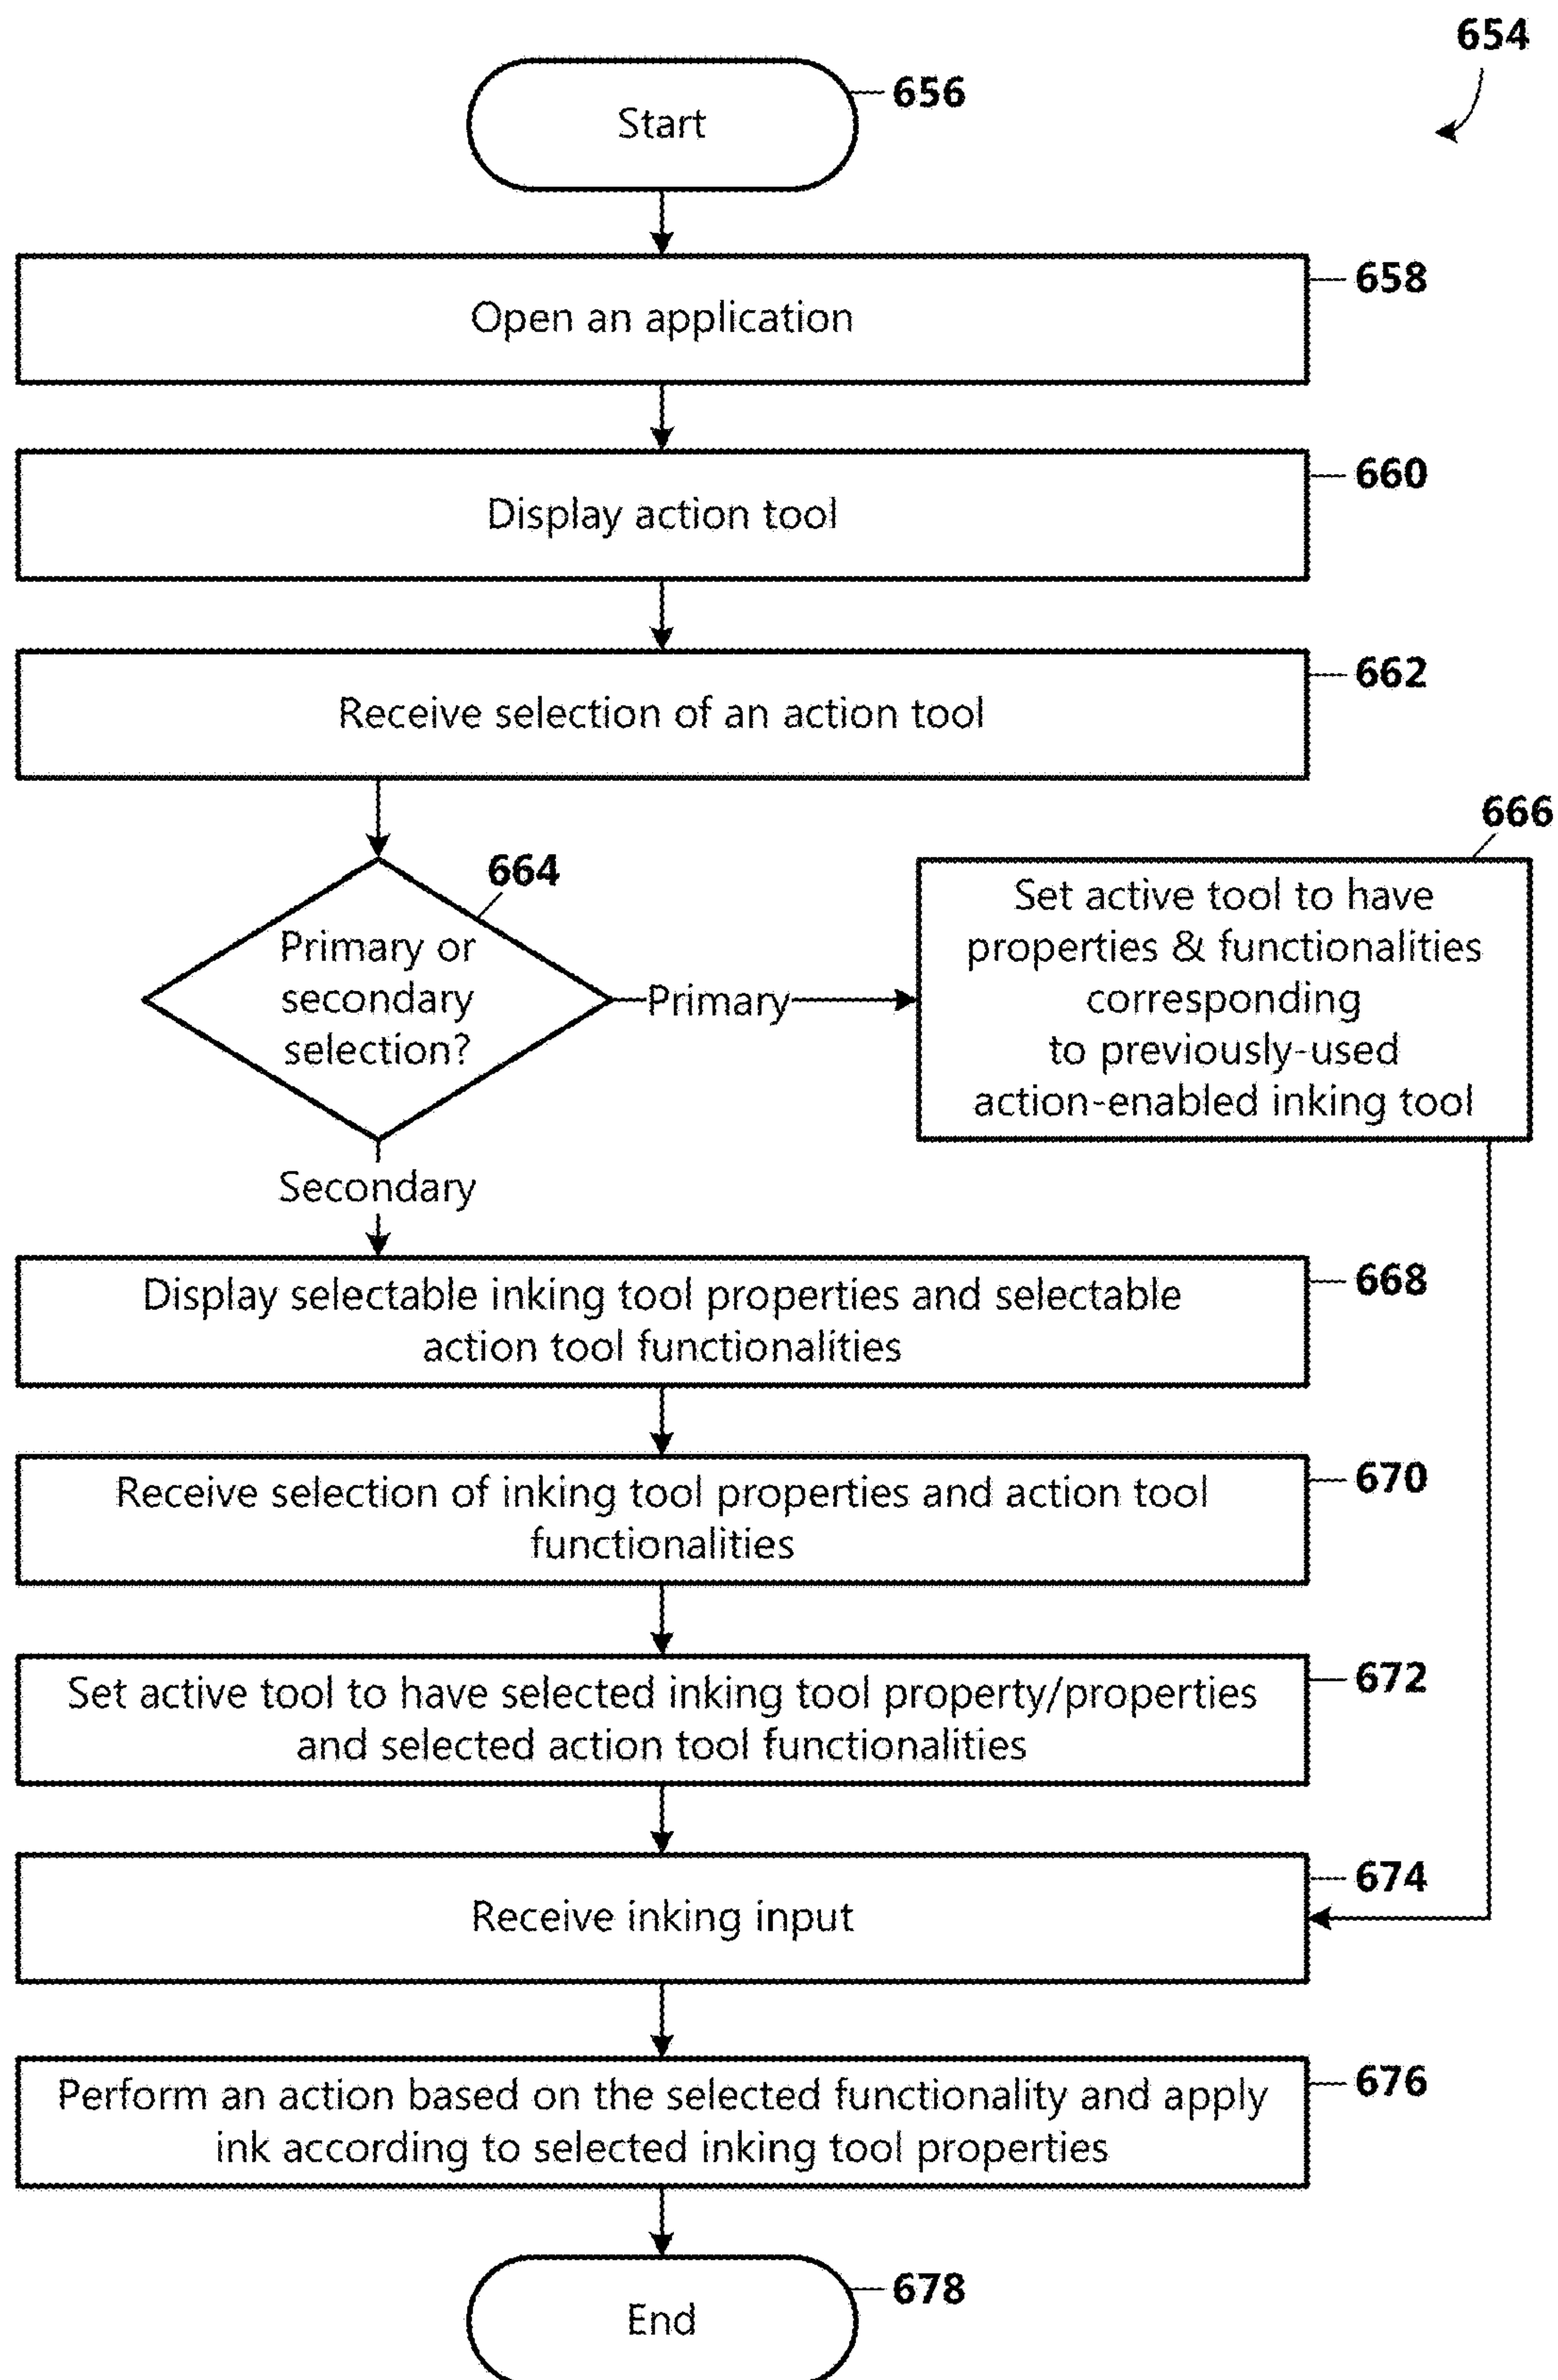 654
Start
656
Open an application
658
Display action tool
660
Receive selection of an action tool
662
Primary or
secondary
selection?
664
Primary
Set active tool to have
properties & functionalities
corresponding
to previously-used
action-enabled inking tool
666
Secondary
Display selectable inking tool properties and selectable
action tool functionalities
668
Receive selection of inking tool properties and action tool
functionalities
670
Set active tool to have selected inking tool property/properties
and selected action tool functionalities
672
Receive inking input
674
Perform an action based on the selected functionality and apply
ink according to selected inking tool properties
676
End
678